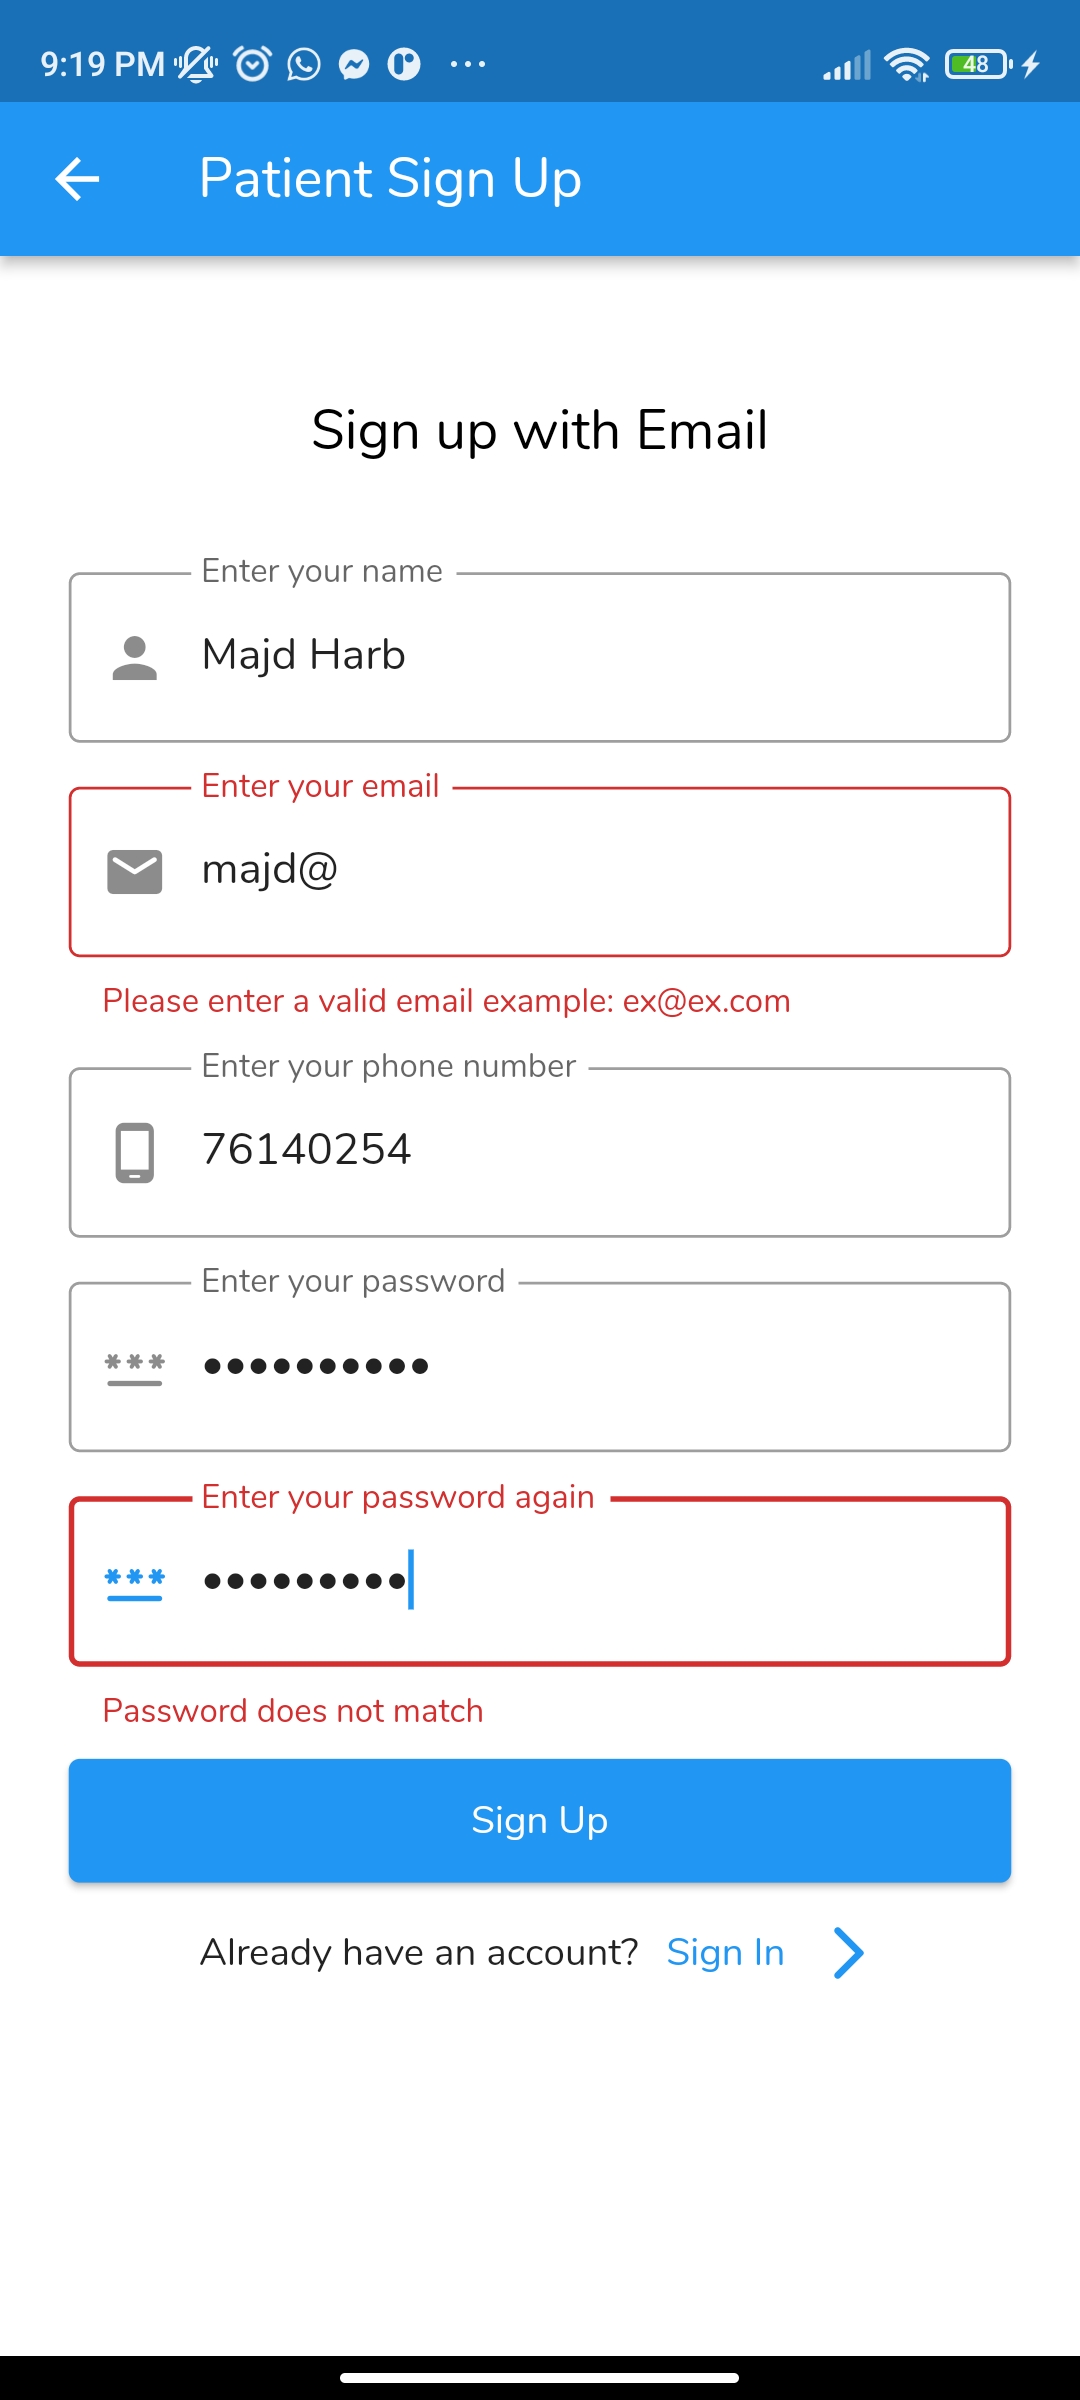 9:19 PM
48
Patient Sign Up
Sign up with Email
Enter your name
Majd Harb
Enter your email
majd@
Please enter a valid email example: ex@ex.com
Enter your phone number
76140254
Enter your password
••••••••••
Enter your password again
•••••••••
Password does not match
Sign Up
Already have an account? Sign In